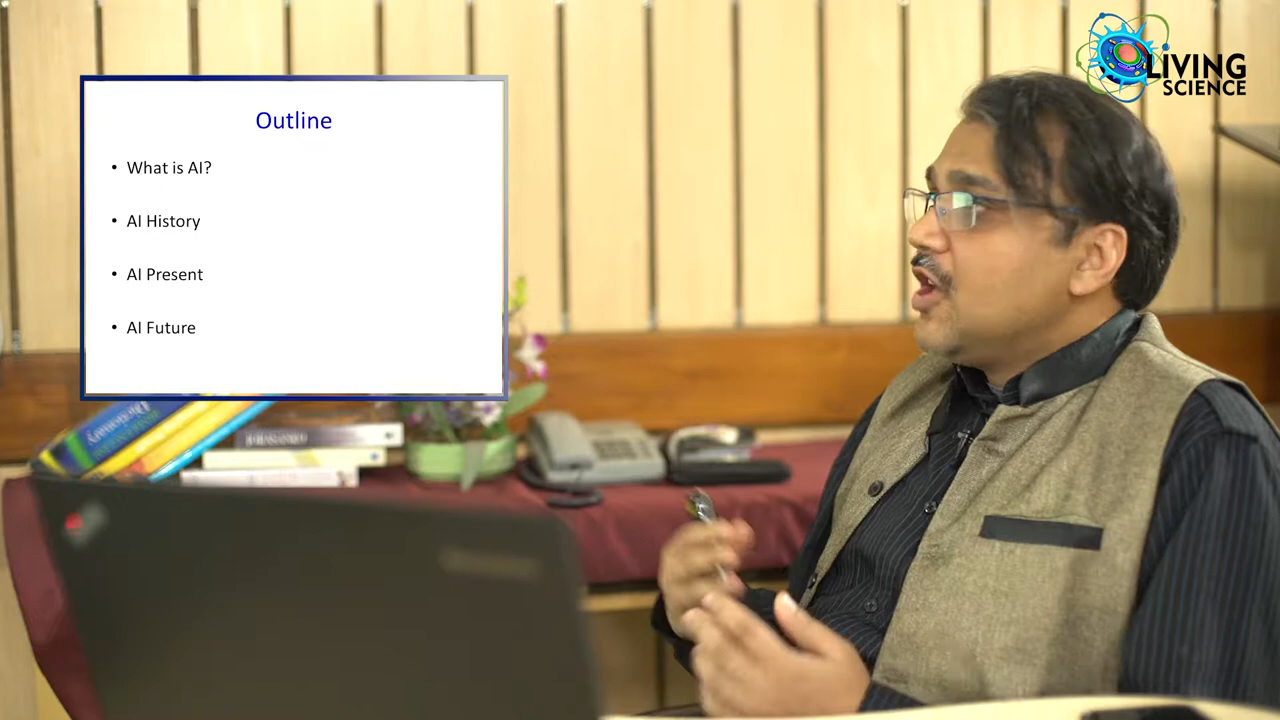 LIVING
SCIENCE
Outline
• What is AI?
• AI History
• AI Present
• AI Future